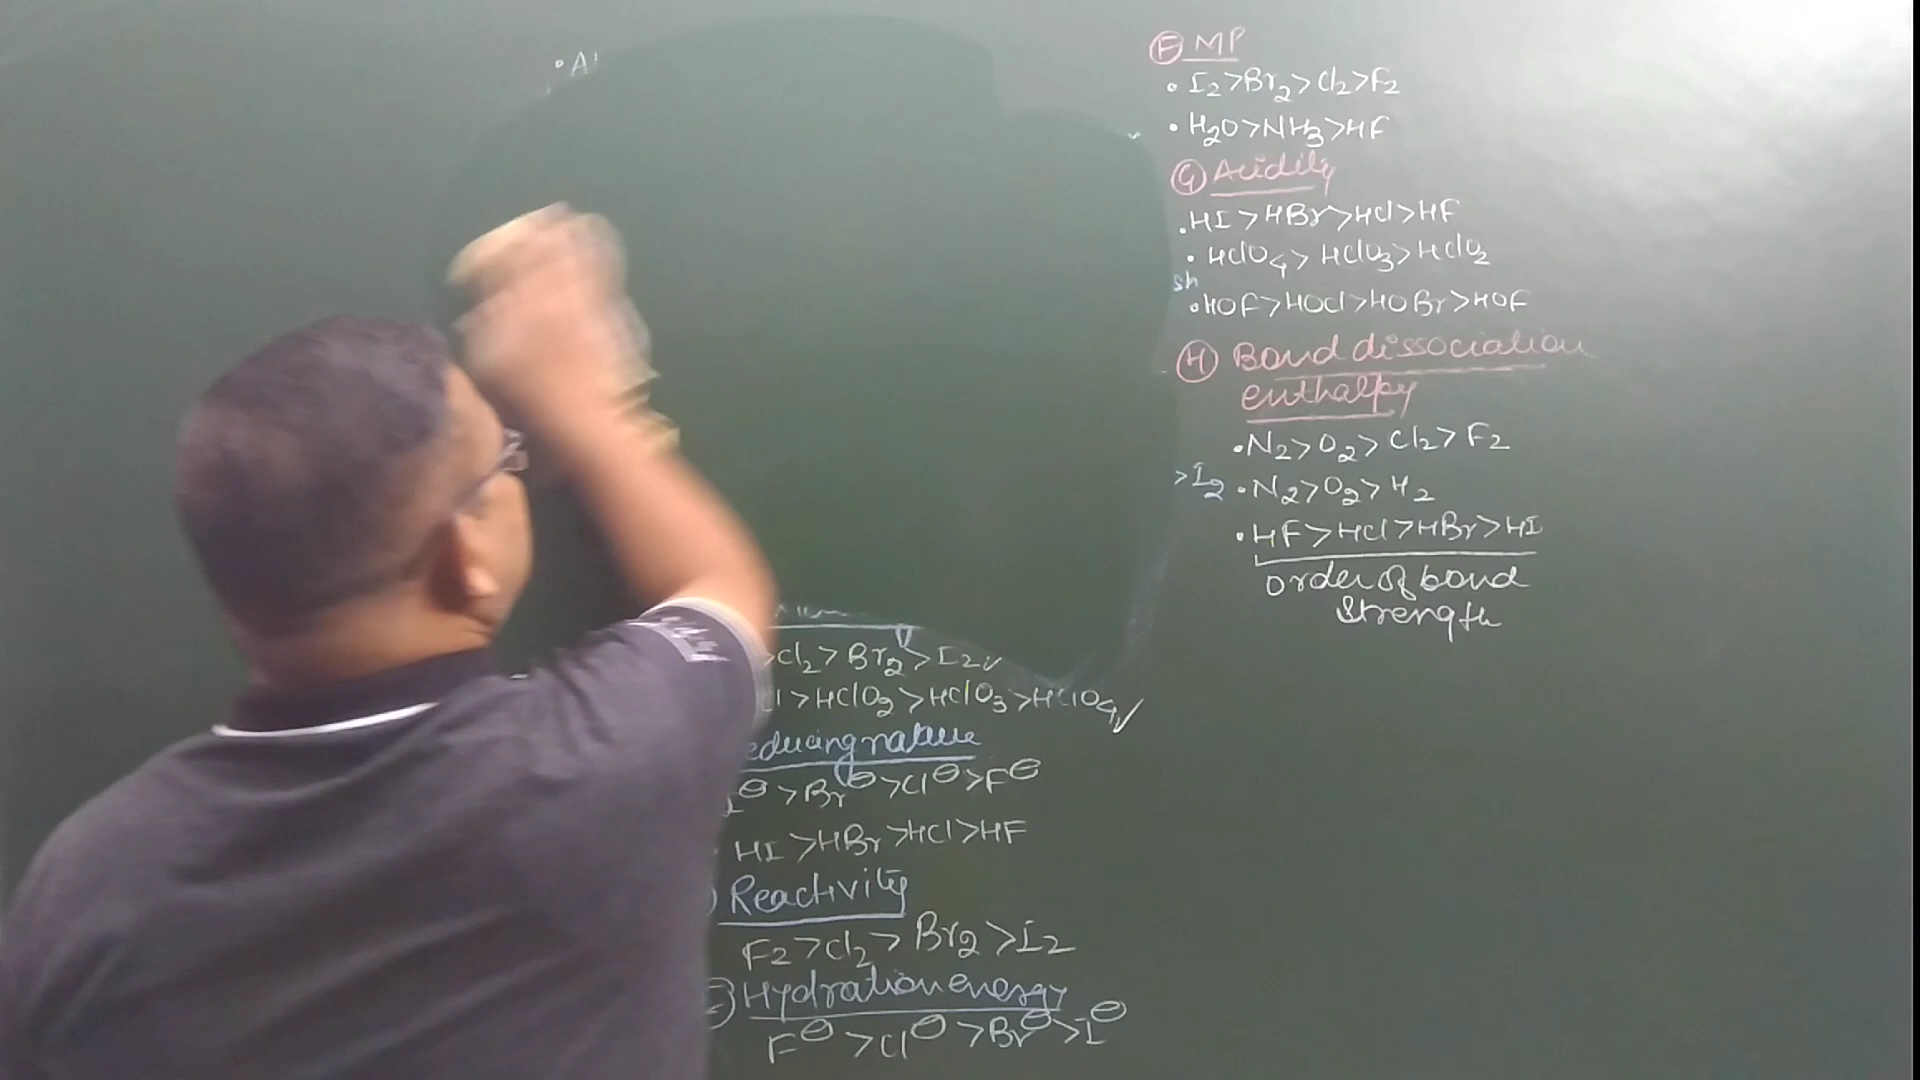 • Al
>Cl₂>Br₂>I₂✓
>HClO₂>HClO₃>HClO₄✓
educing nature
I⊖>Br⊖>Cl⊖>F⊖
HI>HBr>HCl>HF
) Reactivity
F₂>Cl₂>Br₂>I₂
E) Hydration energy
F⊖>Cl⊖>Br⊖>I⊖
Ⓕ MP
• I₂>Br₂>Cl₂>F₂
• H₂O>NH₃>HF
Ⓖ Acidity
• HI>HBr>HCl>HF
• HClO₄>HClO₃>HClO₂
sh
• HOF>HOCl>HOBr>HOF
Ⓗ Bond dissociation
enthalpy
• N₂>O₂>Cl₂>F₂
>I₂ • N₂>O₂>H₂
• HF>HCl>HBr>HI
Order of bond
Strength